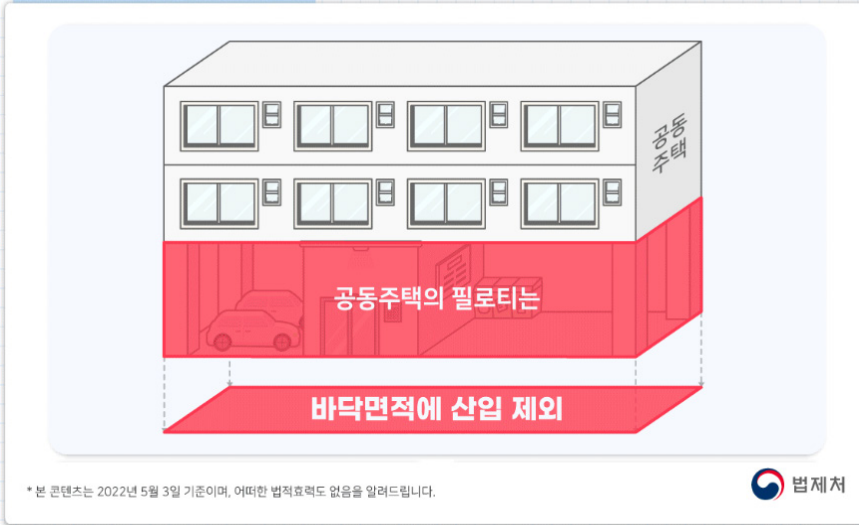 공동
주택
공동주택의 필로티는
바닥면적에 산입 제외
* 본 콘텐츠는 2022년 5월 3일 기준이며, 어떠한 법적효력도 없음을 알려드립니다.
법제처